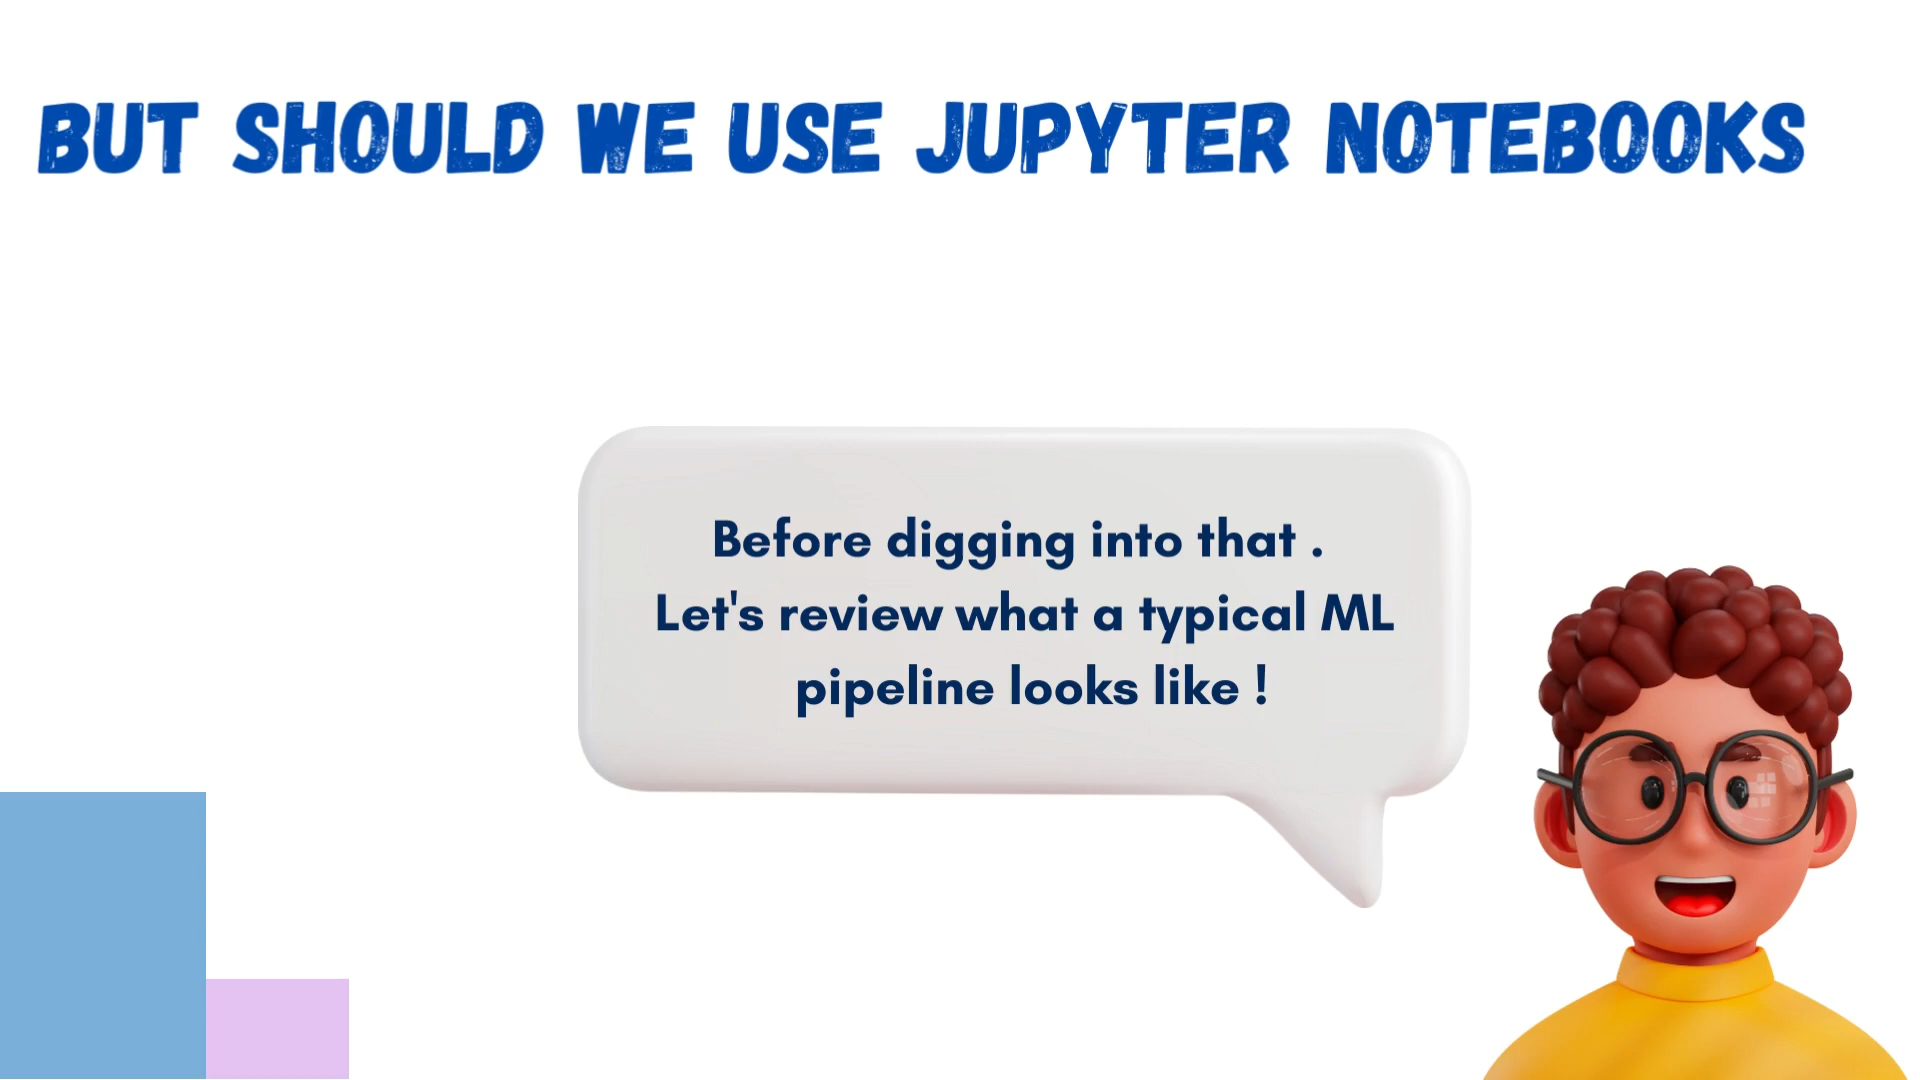 BUT SHOULD WE USE JUPYTER NOTEBOOKS
Before digging into that .
Let's review what a typical ML
pipeline looks like !